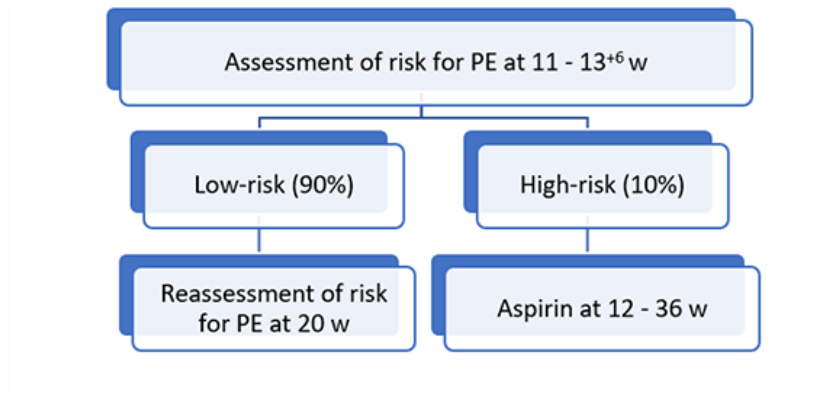 Assessment of risk for PE at 11 - 13⁺⁶ w
Low-risk (90%)
High-risk (10%)
Reassessment of risk
for PE at 20 w
Aspirin at 12 - 36 w